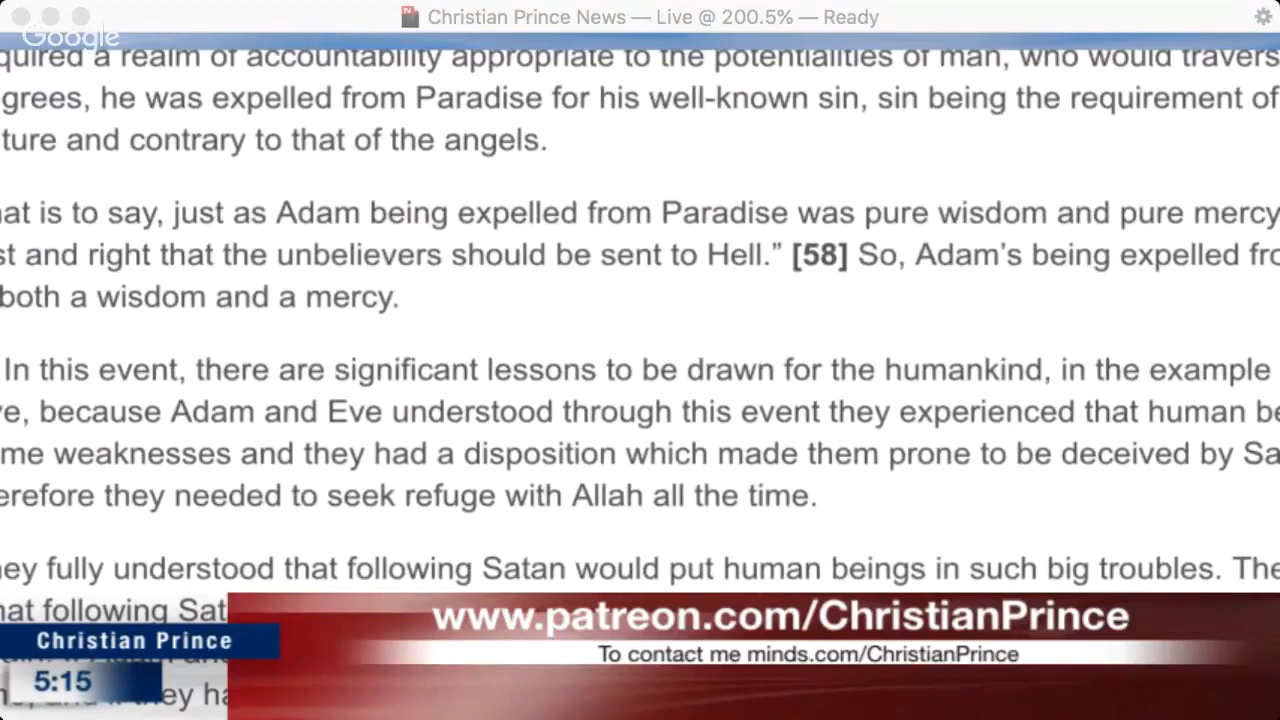 Christian Prince News — Live @ 200.5% — Ready
Google
quired a realm of accountability appropriate to the potentialities of man, who would travers
grees, he was expelled from Paradise for his well-known sin, sin being the requirement of
ture and contrary to that of the angels.
at is to say, just as Adam being expelled from Paradise was pure wisdom and pure mercy
st and right that the unbelievers should be sent to Hell.” [58] So, Adam’s being expelled fro
both a wisdom and a mercy.
In this event, there are significant lessons to be drawn for the humankind, in the example
ve, because Adam and Eve understood through this event they experienced that human be
me weaknesses and they had a disposition which made them prone to be deceived by Sa
erefore they needed to seek refuge with Allah all the time.
ey fully understood that following Satan would put human beings in such big troubles. The
at following Sat
www.patreon.com/ChristianPrince
Christian Prince
To contact me minds.com/ChristianPrince
5:15
ey ha